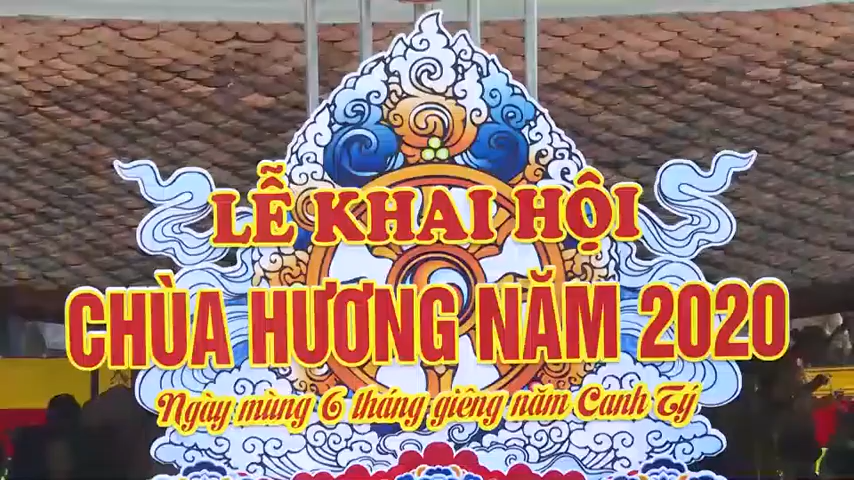 LỄ KHAI HỘI
CHÙA HƯƠNG NĂM 2020
Ngày mùng 6 tháng giêng năm Canh Tý